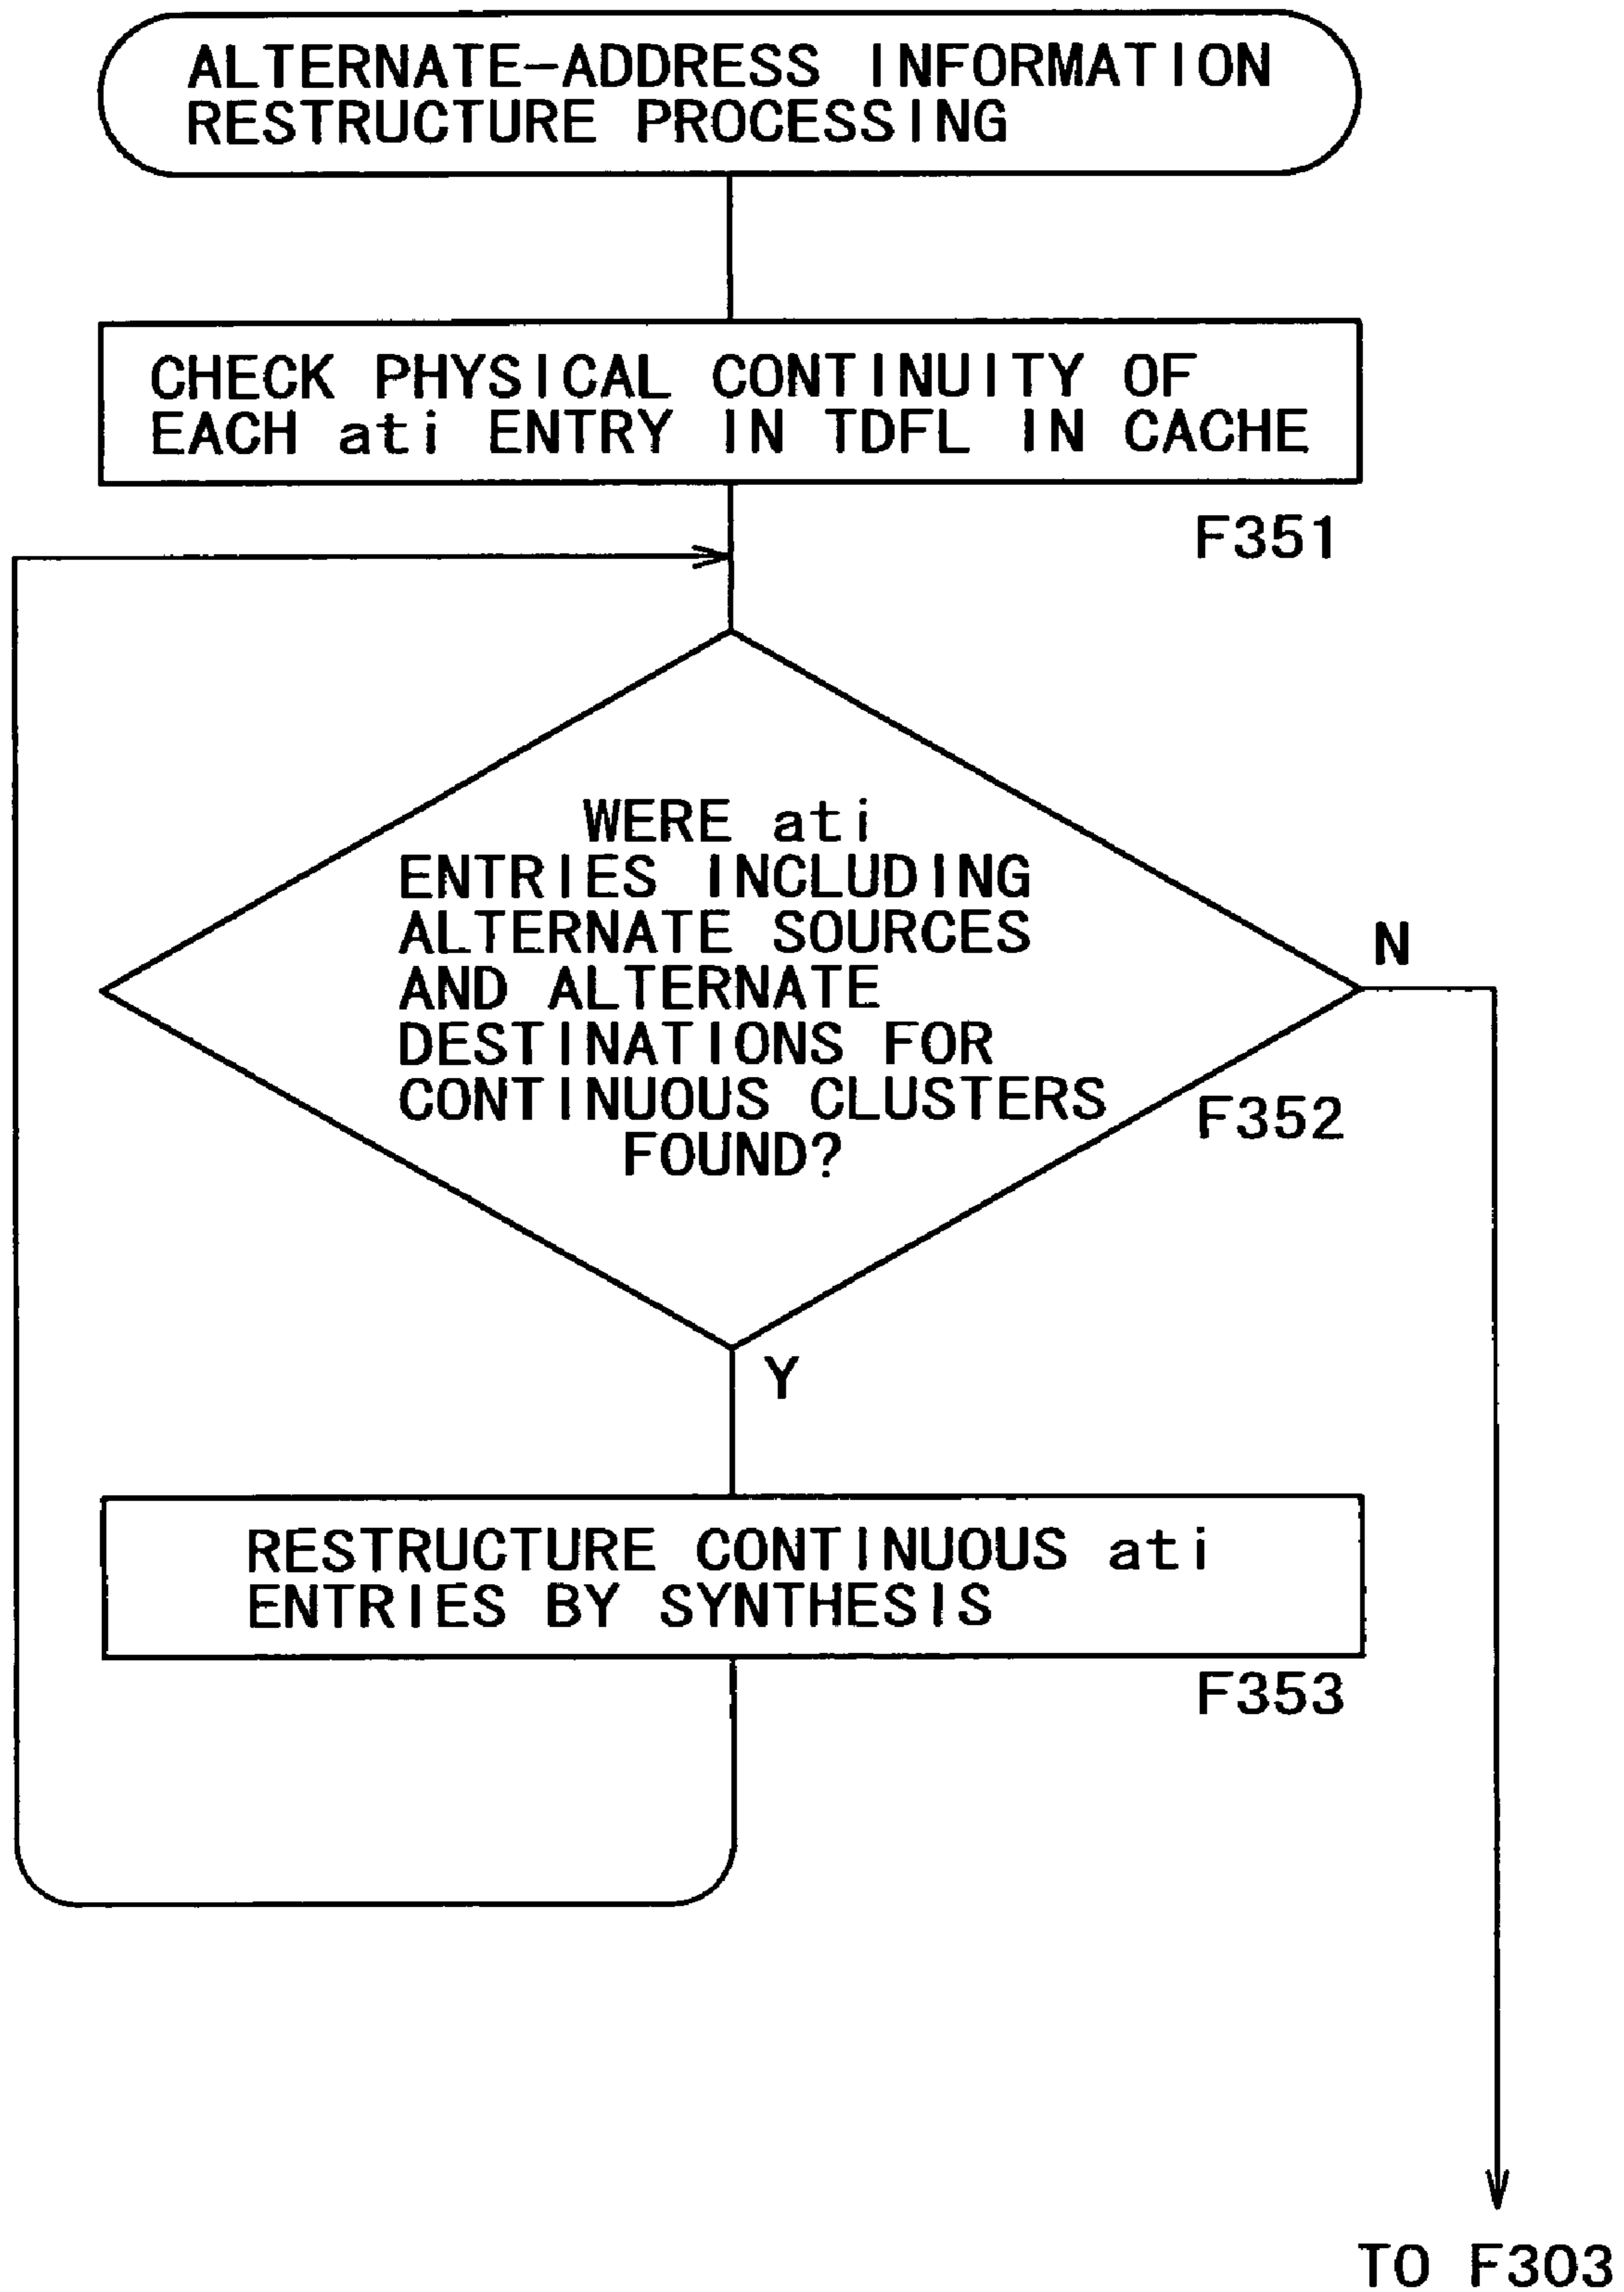 ALTERNATE-ADDRESS INFORMATION
RESTRUCTURE PROCESSING
CHECK PHYSICAL CONTINUITY OF
EACH ati ENTRY IN TDFL IN CACHE
F351
WERE ati
ENTRIES INCLUDING
ALTERNATE SOURCES
AND ALTERNATE
DESTINATIONS FOR
CONTINUOUS CLUSTERS
FOUND?
N
F352
Y
RESTRUCTURE CONTINUOUS ati
ENTRIES BY SYNTHESIS
F353
TO F303